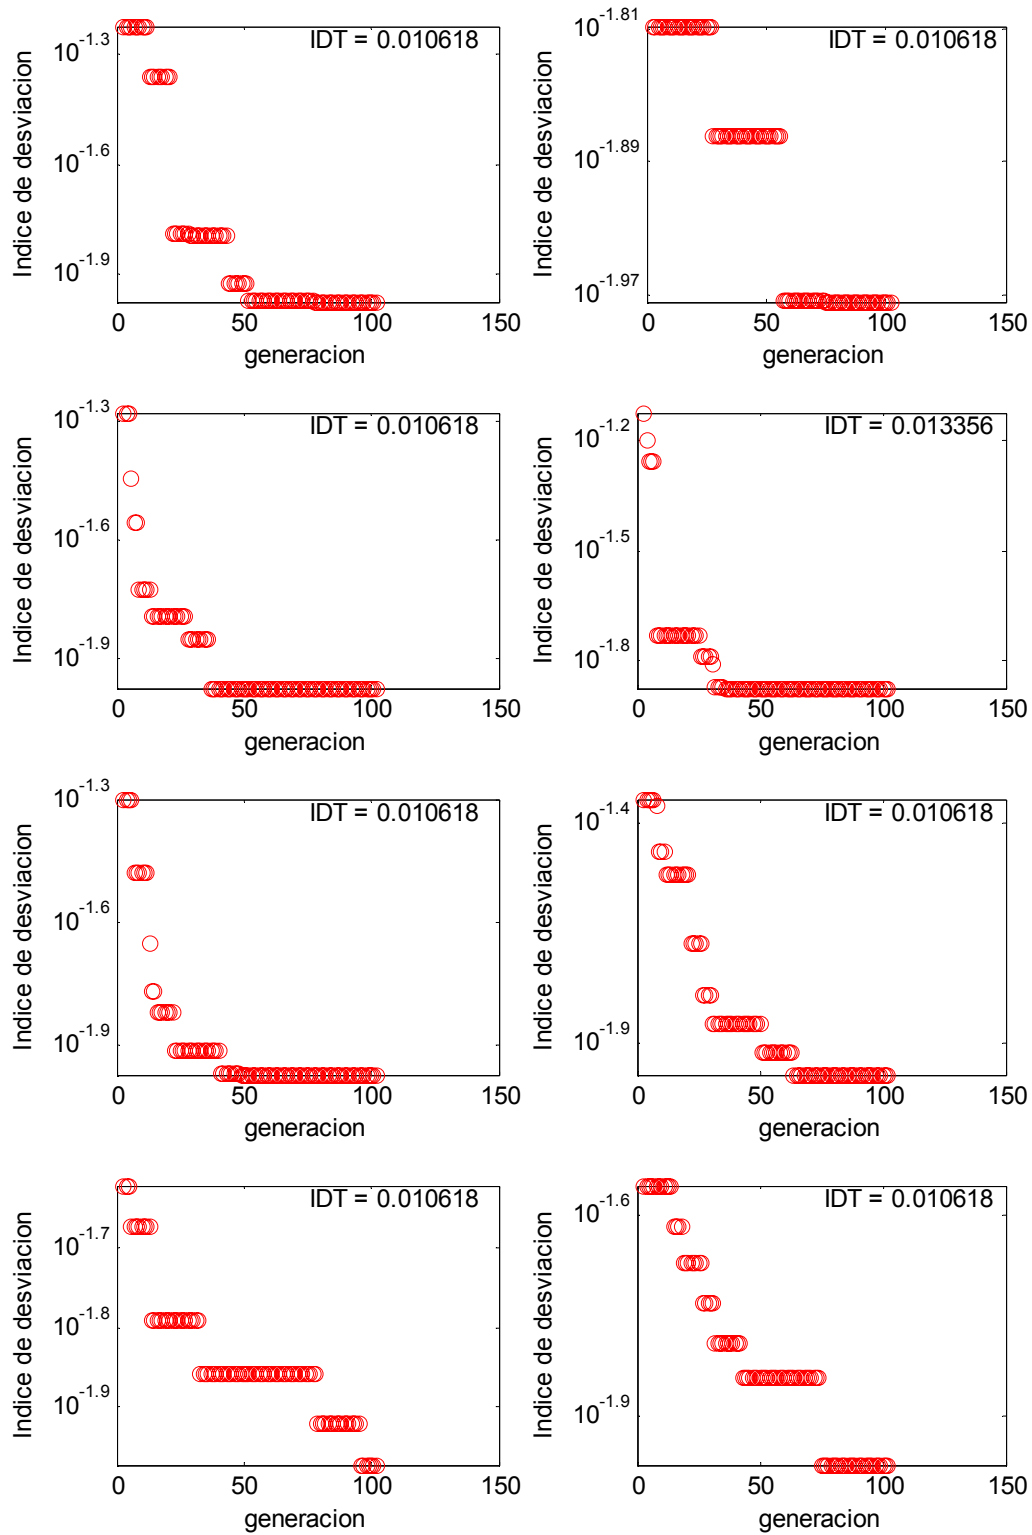 IDT = 0.010618
10^-1.3
10^-1.6
10^-1.9
Indice de desviacion
0 50 100 150
generacion
IDT = 0.010618
10^-1.81
10^-1.89
10^-1.97
Indice de desviacion
0 50 100 150
generacion
IDT = 0.010618
10^-1.3
10^-1.6
10^-1.9
Indice de desviacion
0 50 100 150
generacion
IDT = 0.013356
10^-1.2
10^-1.5
10^-1.8
Indice de desviacion
0 50 100 150
generacion
IDT = 0.010618
10^-1.3
10^-1.6
10^-1.9
Indice de desviacion
0 50 100 150
generacion
IDT = 0.010618
10^-1.4
10^-1.9
Indice de desviacion
0 50 100 150
generacion
IDT = 0.010618
10^-1.7
10^-1.8
10^-1.9
Indice de desviacion
0 50 100 150
generacion
IDT = 0.010618
10^-1.6
10^-1.9
Indice de desviacion
0 50 100 150
generacion